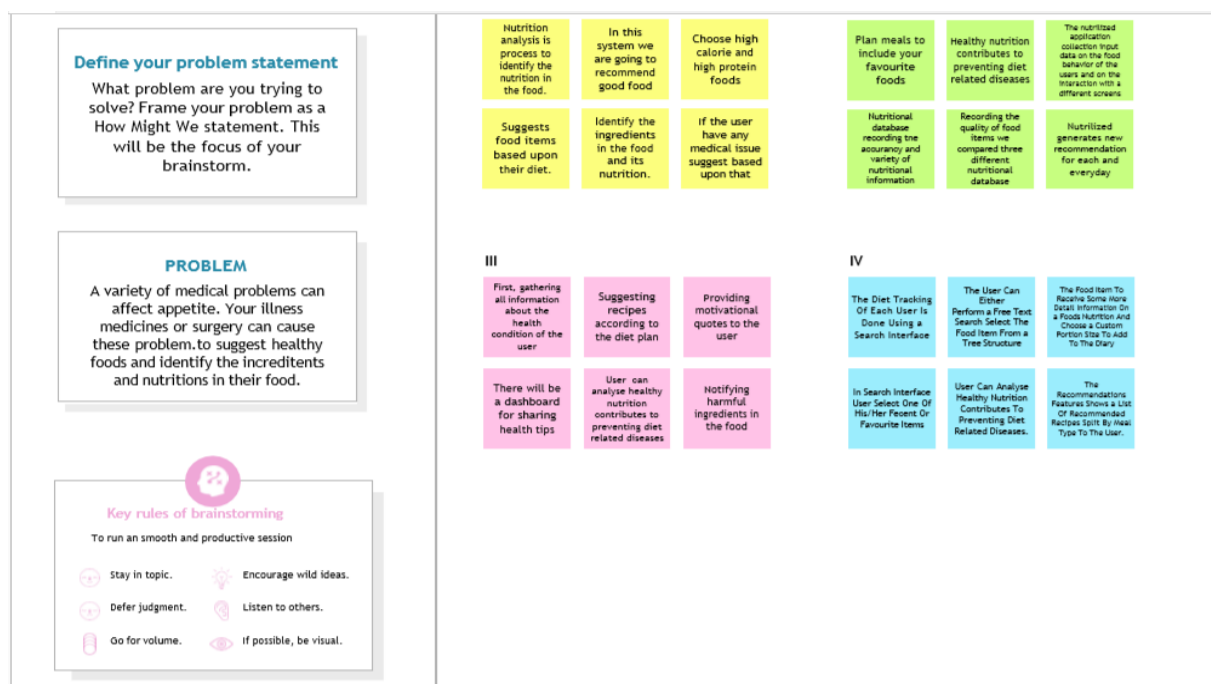 Define your problem statement
What problem are you trying to
solve? Frame your problem as a
How Might We statement. This
will be the focus of your
brainstorm.
PROBLEM
A variety of medical problems can
affect appetite. Your illness
medicines or surgery can cause
these problem.to suggest healthy
foods and identify the increditents
and nutritions in their food.
Key rules of brainstorming
To run an smooth and productive session
Stay in topic.
Encourage wild ideas.
Defer judgment.
Listen to others.
Go for volume.
If possible, be visual.
Nutrition
analysis is
process to
identify the
nutrition in
the food.
In this
system we
are going to
recommend
good food
Choose high
calorie and
high protein
foods
Suggests
food items
based upon
their diet.
Identify the
ingredients
in the food
and its
nutrition.
If the user
have any
medical issue
suggest based
upon that
Plan meals to
include your
favourite
foods
Healthy nutrition
contributes to
preventing diet
related diseases
The nutrilized
application
collection input
data on the food
behavior of the
users and on the
interaction with a
different screens
Nutritional
database
recording tne
accurancy and
variety of
nutritional
information
Recording the
quality of food
items we
compared three
different
nutritional
database
Nutrilized
generates new
recommendation
for each and
everyday
III
First, gathering
all information
about the
health
condition of the
user
Suggesting
recipes
according to
the diet plan
Providing
motivational
quotes to the
user
There will be
a dashboard
for sharing
health tips
User can
analyse healthy
nutrition
contributes to
preventing diet
related diseases
Notifying
harmful
ingredients in
the food
IV
The Diet Tracking
Of Each User Is
Done Using a
Search Interface
The User Can
Either
Perform a Free Text
Search Select The
Food Item From a
Tree Structure
The Food Item To
Receive Some More
Detail Information On
a Foods Nutrition And
Choose a Custom
Portion Size To Add
To The Diary
In Search Interface
User Select One Of
His/Her Fecent Or
Favourite Items
User Can Analyse
Healthy Nutrition
Contributes To
Preventing Diet
Related Diseases.
The
Recommendations
Features Shows a List
Of Recommended
Recipes Split By Meal
Type To The User.